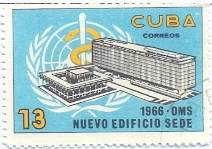 CUBA
CORREOS
13
1966-OMS
NUEVO EDIFICIO SEDE